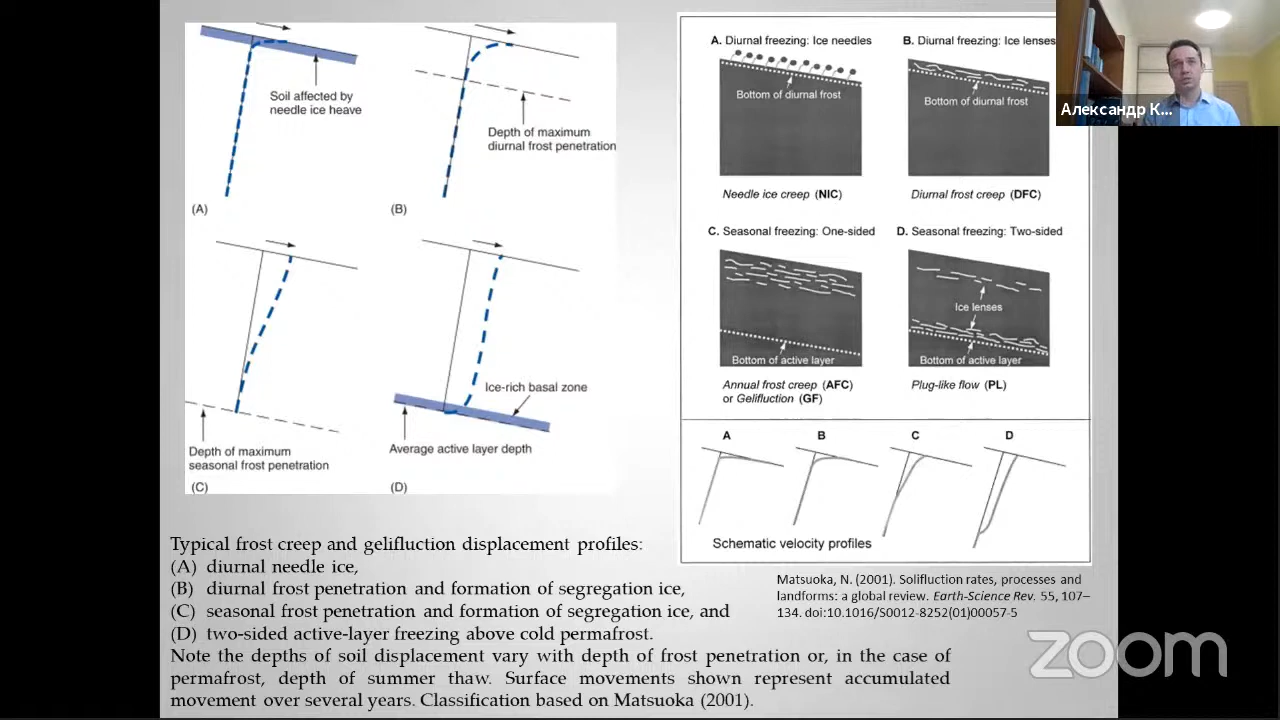 Soil affected by
needle ice heave
(A)
Depth of maximum
diurnal frost penetration
(B)
Depth of maximum
seasonal frost penetration
(C)
Ice-rich basal zone
Average active layer depth
(D)
A. Diurnal freezing: Ice needles
Bottom of diurnal frost
Needle ice creep (NIC)
B. Diurnal freezing: Ice lenses
Bottom of diurnal frost
Diurnal frost creep (DFC)
C. Seasonal freezing: One-sided
Bottom of active layer
Annual frost creep (AFC)
or Gelifluction (GF)
D. Seasonal freezing: Two-sided
Ice lenses
Bottom of active layer
Plug-like flow (PL)
A
B
C
D
Schematic velocity profiles
Александр К...
Typical frost creep and gelifluction displacement profiles:
(A) diurnal needle ice,
(B) diurnal frost penetration and formation of segregation ice,
(C) seasonal frost penetration and formation of segregation ice, and
(D) two-sided active-layer freezing above cold permafrost.
Note the depths of soil displacement vary with depth of frost penetration or, in the case of
permafrost, depth of summer thaw. Surface movements shown represent accumulated
movement over several years. Classification based on Matsuoka (2001).
Matsuoka, N. (2001). Solifluction rates, processes and
landforms: a global review. Earth-Science Rev. 55, 107–
134. doi:10.1016/S0012-8252(01)00057-5
zoom